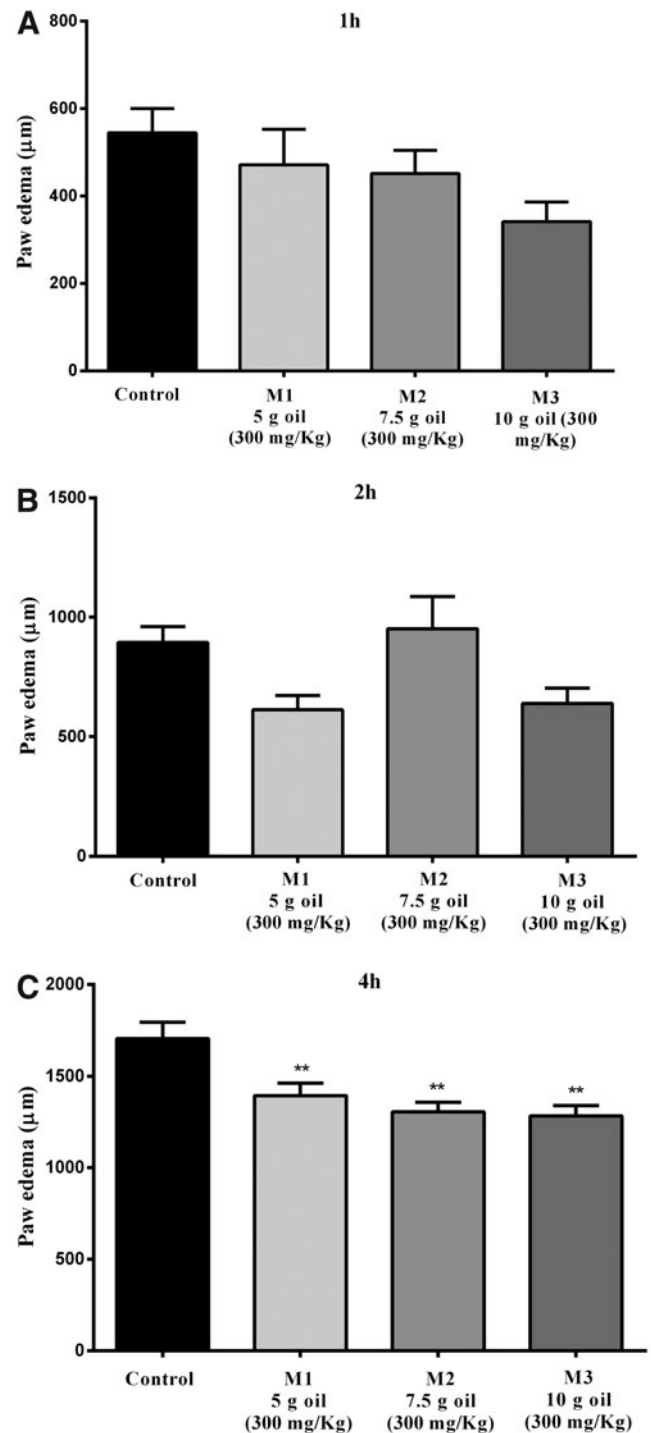 A
1h
800
600
400
200
0
Paw edema (µm)
Control
M1
5 g oil
(300 mg/Kg)
M2
7.5 g oil
(300 mg/Kg)
M3
10 g oil (300
mg/Kg)
B
2h
1500
1000
500
0
Paw edema (µm)
Control
M1
5 g oil
(300 mg/Kg)
M2
7.5 g oil
(300 mg/Kg)
M3
10 g oil
(300 mg/Kg)
C
4h
2000
1500
1000
500
0
Paw edema (µm)
**
**
**
Control
M1
5 g oil
(300 mg/Kg)
M2
7.5 g oil
(300 mg/Kg)
M3
10 g oil
(300 mg/Kg)